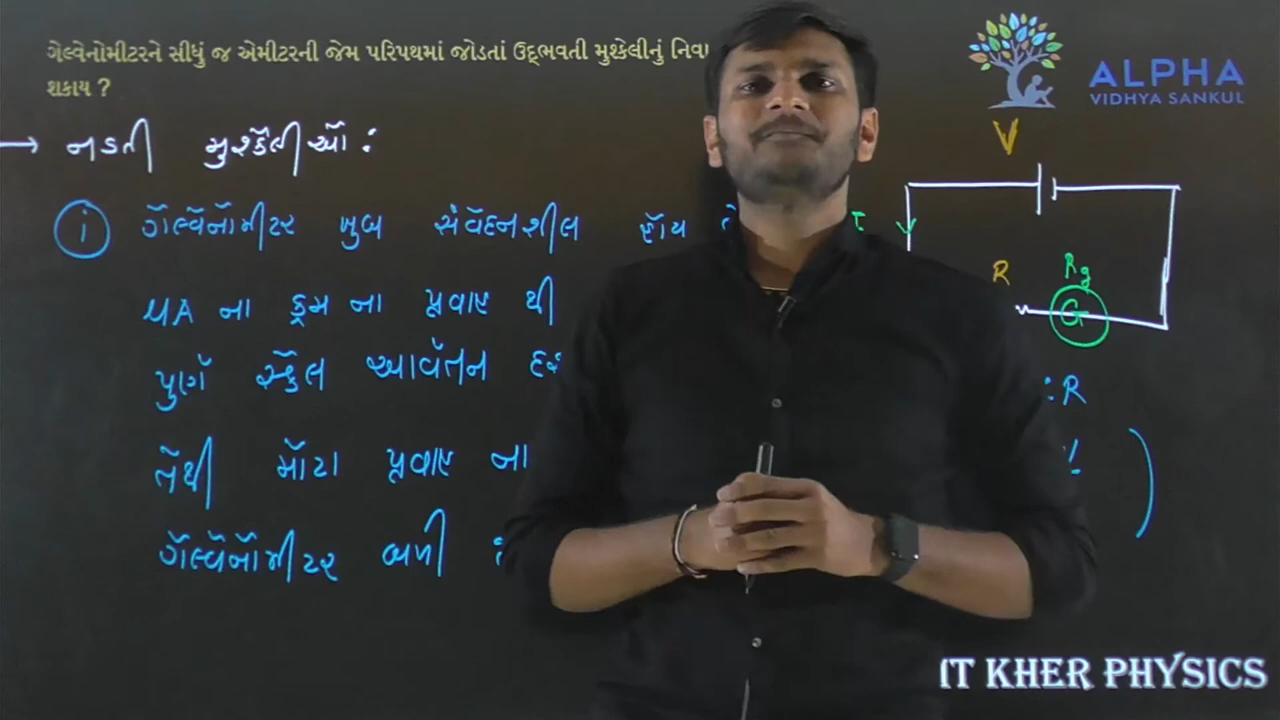 ગેલ્વેનોમીટરને સીધું જ એમીટરની જેમ પરિપથમાં જોડતાં ઉદ્ભવતી મુશ્કેલીનું
શકાય ?
ALPHA
VIDHYA SANKUL
→ નડતી મુશ્કેલીઓ :
V
i ગૅલ્વેનૉમીટર ખુબ સંવેદનશીલ હોય
I
R
Rg
G
μA ના ક્રમ ના પ્રવાહ થી
પુર્ણ સ્કેલ આવર્તન
: R
તેથી મોટા પ્રવાહ ના
ગૅલ્વેનૉમીટર બળી
IT KHER PHYSICS